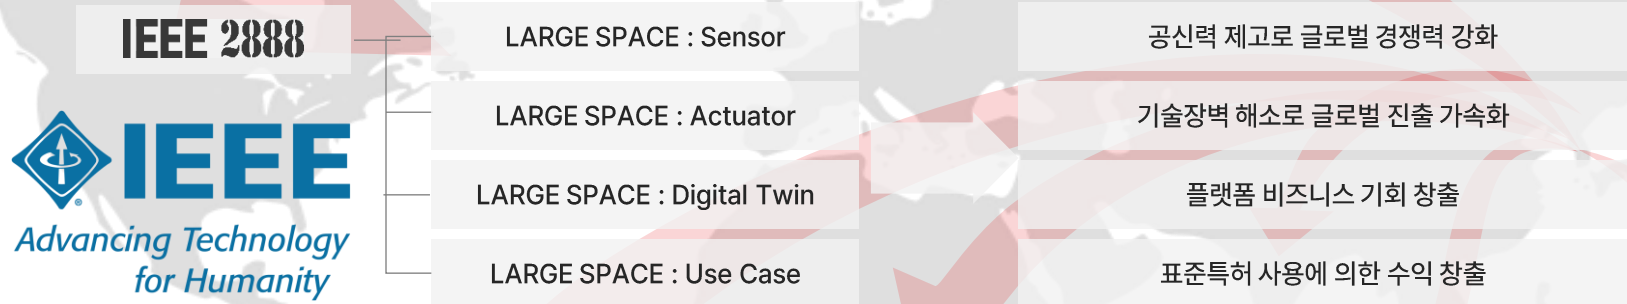 IEEE 2888
IEEE
Advancing Technology
for Humanity
LARGE SPACE : Sensor
LARGE SPACE : Actuator
LARGE SPACE : Digital Twin
LARGE SPACE : Use Case
공신력 제고로 글로벌 경쟁력 강화
기술장벽 해소로 글로벌 진출 가속화
플랫폼 비즈니스 기회 창출
표준특허 사용에 의한 수익 창출